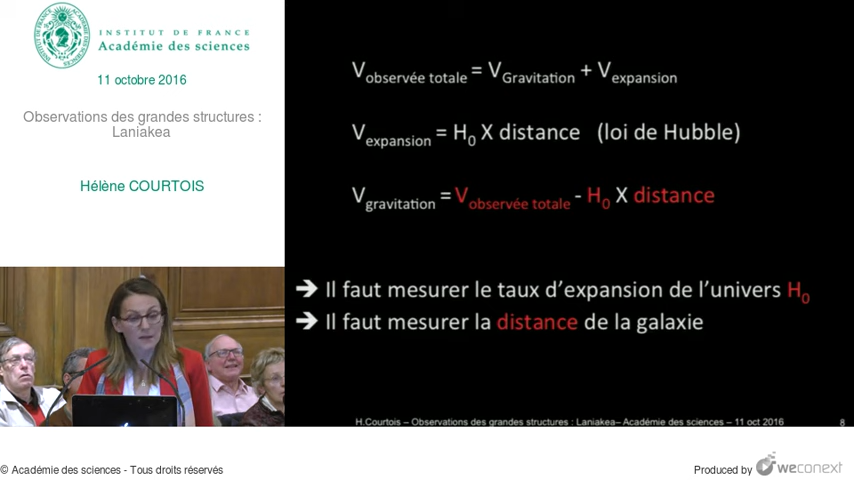 INSTITUT DE FRANCE
Académie des sciences
11 octobre 2016
Observations des grandes structures :
Laniakea
Hélène COURTOIS
Vobservée totale = VGravitation + Vexpansion
Vexpansion = H0 X distance (loi de Hubble)
Vgravitation = Vobservée totale - H0 X distance
➔ Il faut mesurer le taux d’expansion de l’univers H0
➔ Il faut mesurer la distance de la galaxie
H.Courtois – Observations des grandes structures : Laniakea– Académie des sciences – 11 oct 2016
8
© Académie des sciences - Tous droits réservés
Produced by weconext